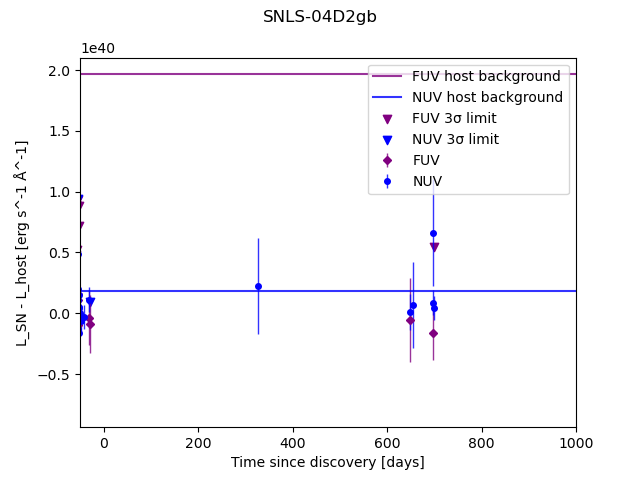 SNLS-04D2gb
1e40
FUV host background
NUV host background
FUV 3σ limit
NUV 3σ limit
FUV
NUV
2.0
1.5
1.0
0.5
0.0
−0.5
L_SN - L_host [erg s^-1 Å^-1]
0 200 400 600 800 1000
Time since discovery [days]